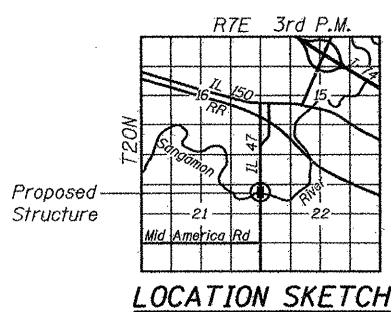 R7E 3rd P.M.
I-74
IL 150
16
15
RR
T20N
IL 47
Sangamon
River
Proposed
Structure
21
22
Mid America Rd
LOCATION SKETCH